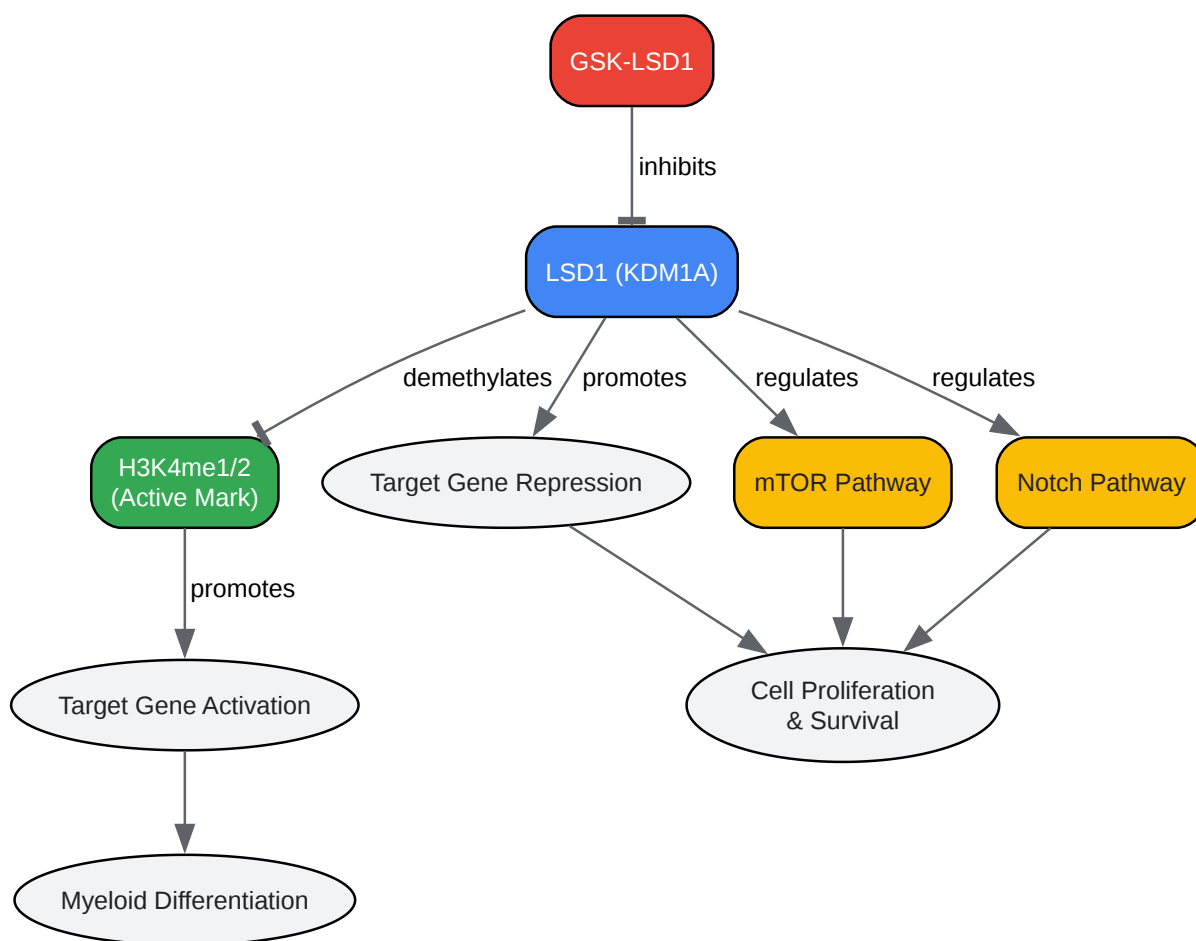 GSK-LSD1
inhibits
LSD1 (KDM1A)
demethylates
promotes
regulates
regulates
H3K4me1/2
(Active Mark)
Target Gene Repression
mTOR Pathway
Notch Pathway
promotes
Target Gene Activation
Cell Proliferation
& Survival
Myeloid Differentiation